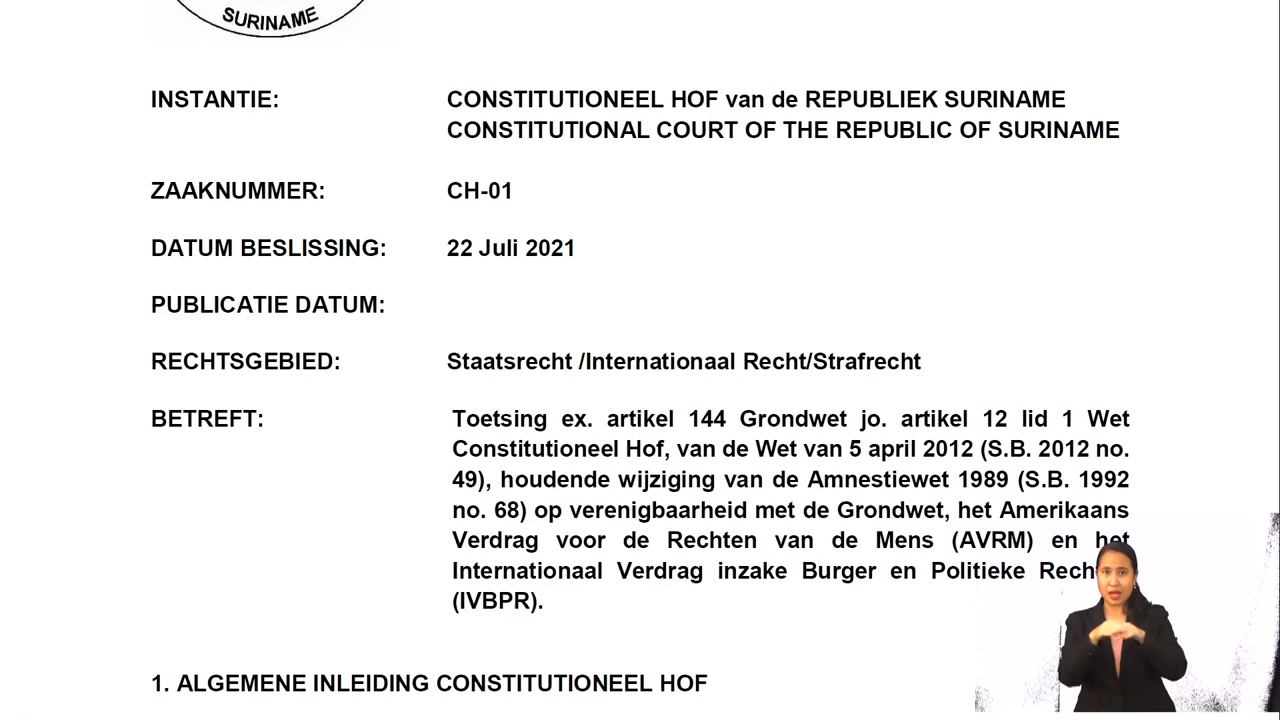 SURINAME
INSTANTIE: CONSTITUTIONEEL HOF van de REPUBLIEK SURINAME
CONSTITUTIONAL COURT OF THE REPUBLIC OF SURINAME
ZAAKNUMMER: CH-01
DATUM BESLISSING: 22 Juli 2021
PUBLICATIE DATUM:
RECHTSGEBIED: Staatsrecht /Internationaal Recht/Strafrecht
BETREFT: Toetsing ex. artikel 144 Grondwet jo. artikel 12 lid 1 Wet
Constitutioneel Hof, van de Wet van 5 april 2012 (S.B. 2012 no.
49), houdende wijziging van de Amnestiewet 1989 (S.B. 1992
no. 68) op verenigbaarheid met de Grondwet, het Amerikaans
Verdrag voor de Rechten van de Mens (AVRM) en het
Internationaal Verdrag inzake Burger en Politieke
(IVBPR).
1. ALGEMENE INLEIDING CONSTITUTIONEEL HOF